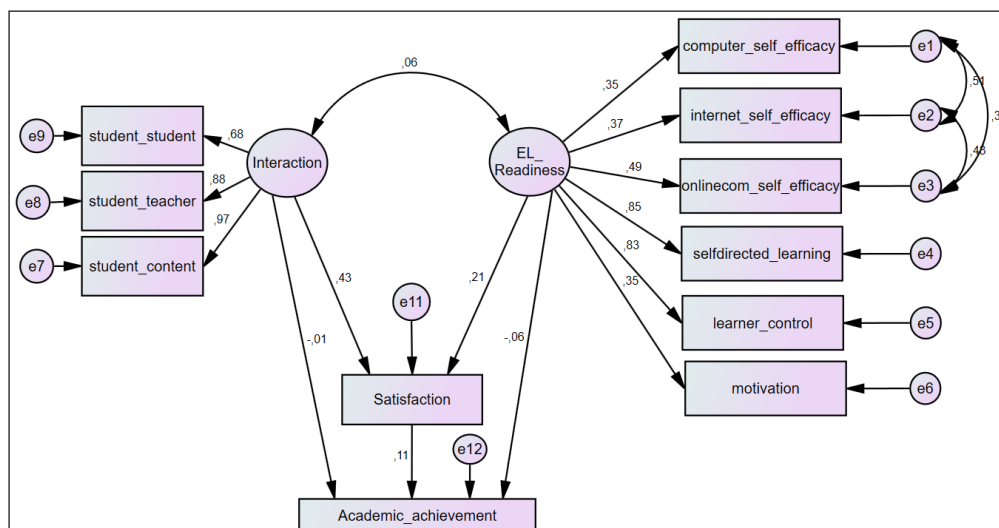 ,06
computer_self_efficacy
e1
,35
,51
,3
e9
student_student
,68
Interaction
EL_
Readiness
,37
internet_self_efficacy
e2
,43
,88
e8
student_teacher
,49
onlinecom_self_efficacy
e3
,97
,85
e7
student_content
selfdirected_learning
e4
,83
,43
,21
,35
e11
learner_control
e5
-,01
-,06
Satisfaction
motivation
e6
,11
e12
Academic_achievement